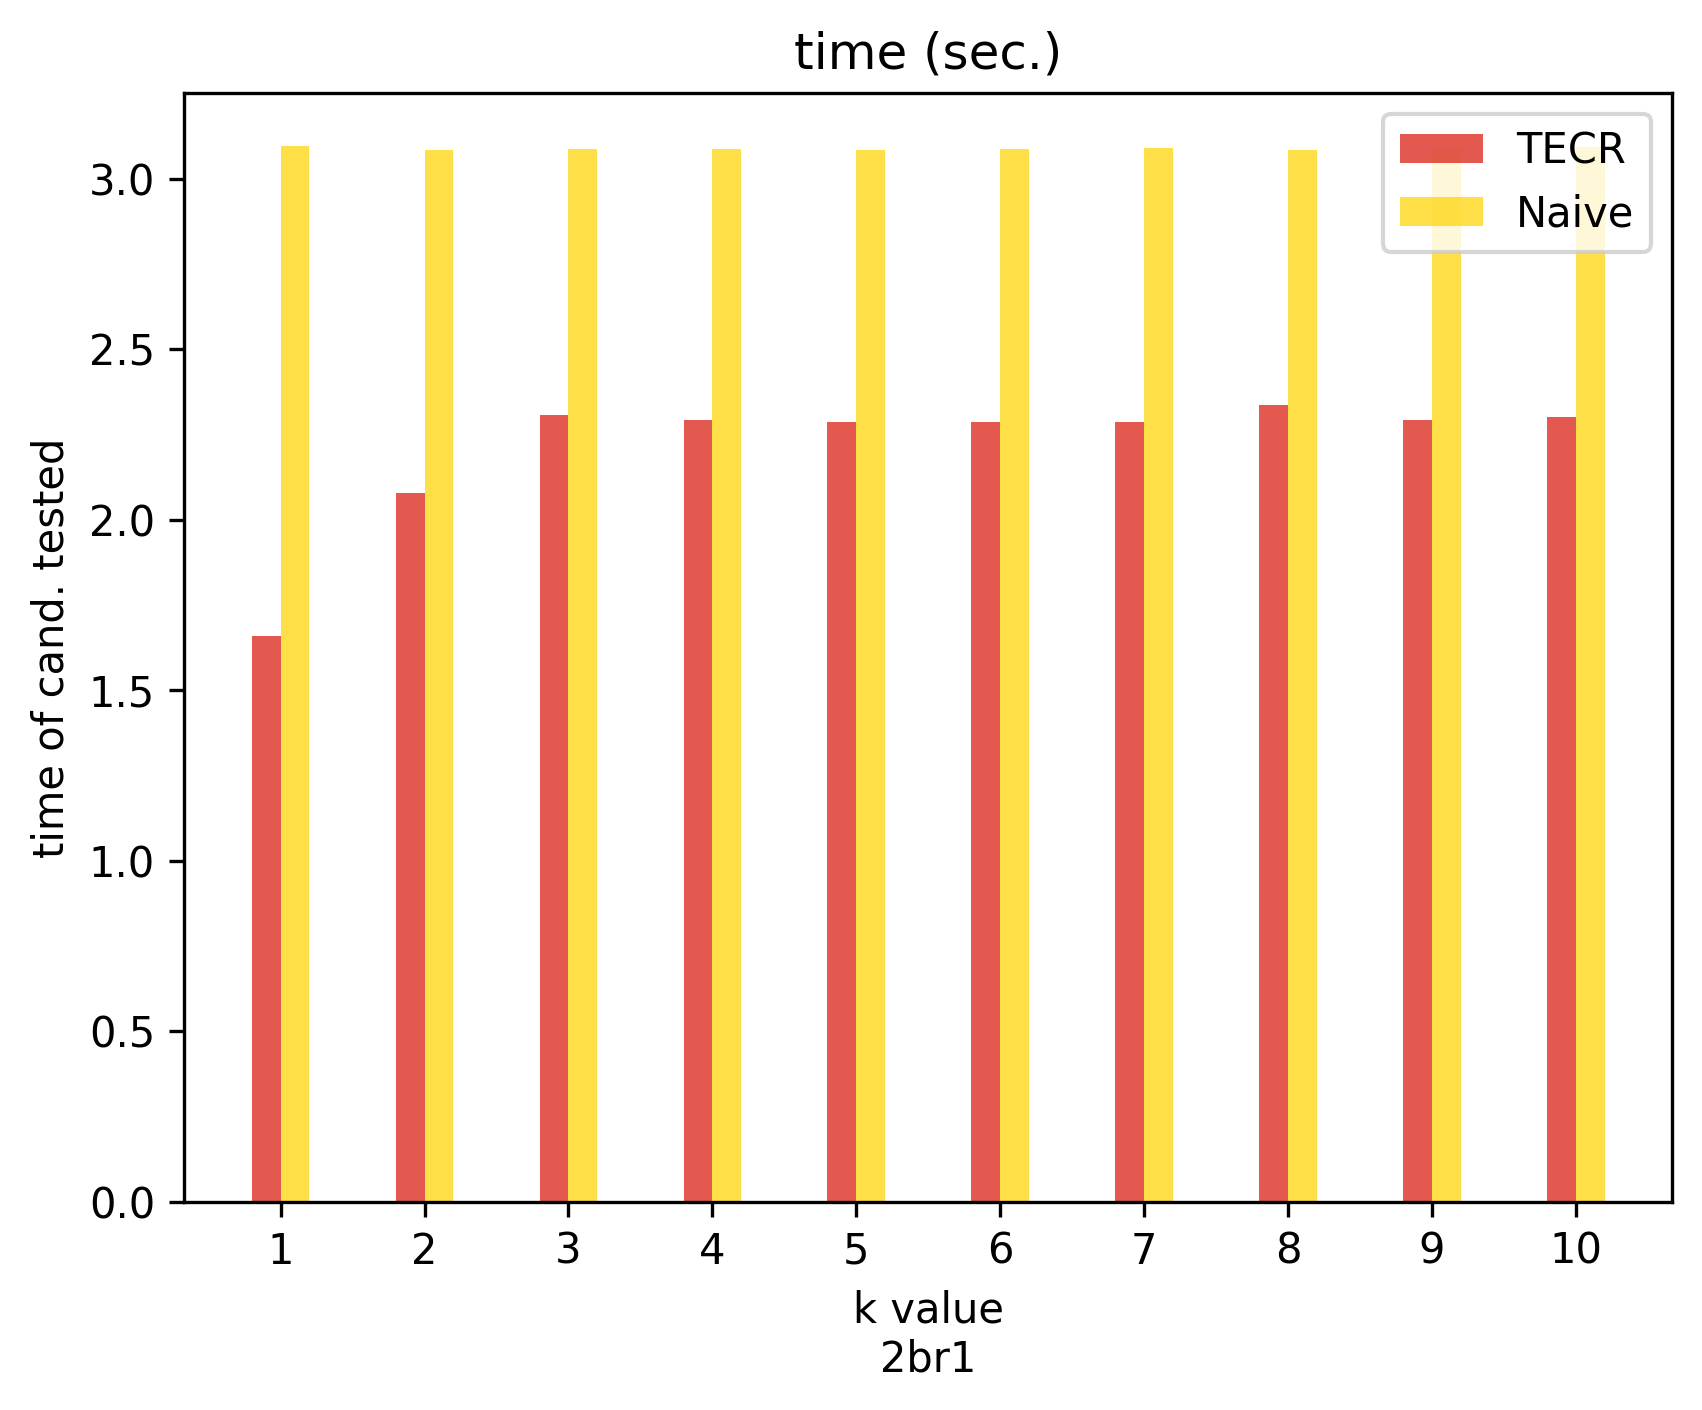 time (sec.)
TECR
Naive
3.0
2.5
2.0
1.5
1.0
0.5
0.0
time of cand. tested
1 2 3 4 5 6 7 8 9 10
k value
2br1